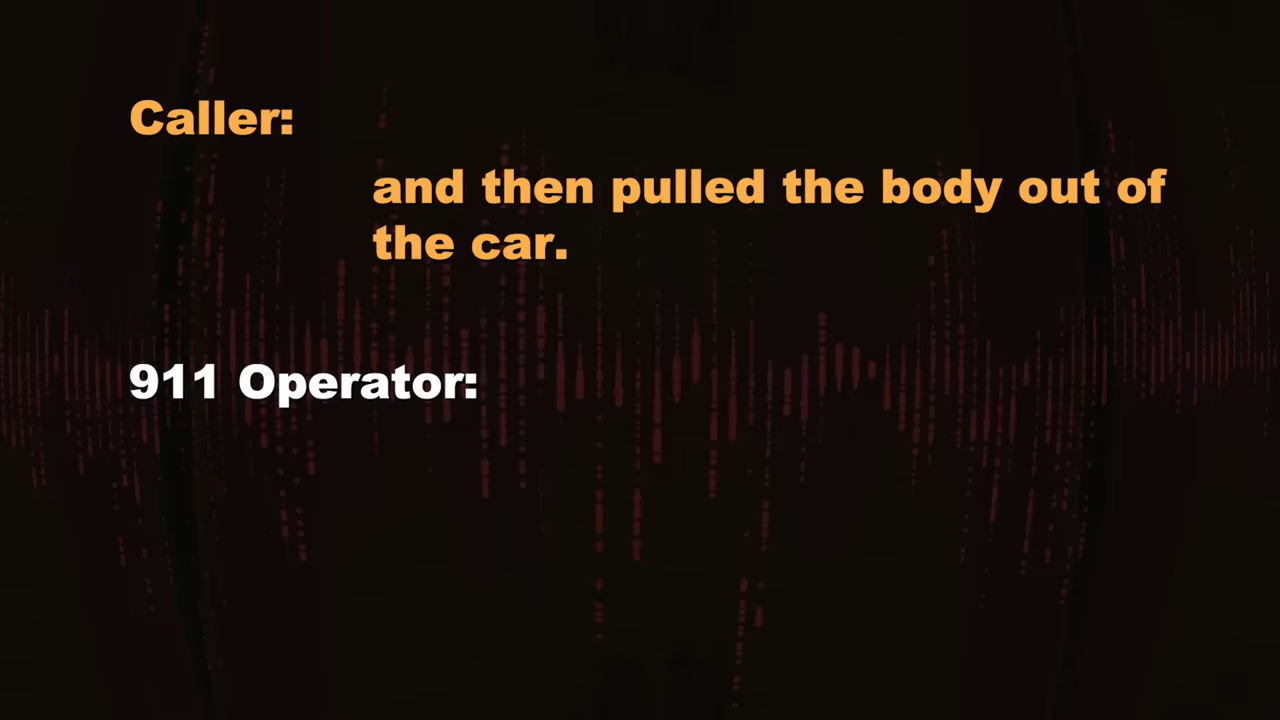 Caller:
and then pulled the body out of
the car.
911 Operator: